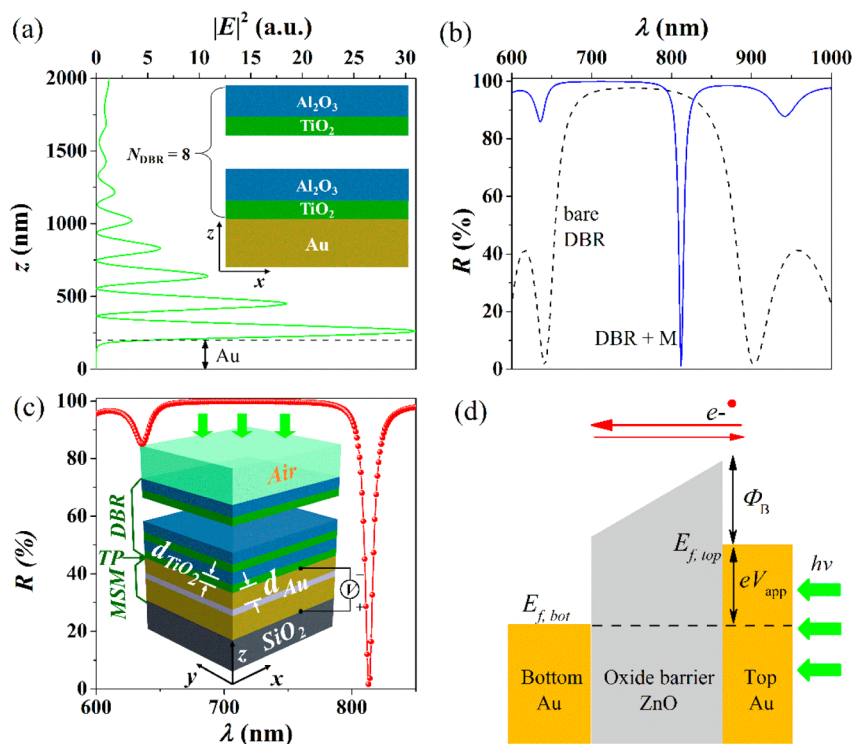 (a)
|E|² (a.u.)
0 5 10 15 20 25 30
2000
1500
1000
500
0
z (nm)
Al₂O₃
TiO₂
N_DBR = 8
Al₂O₃
TiO₂
Au
z
x
Au
(b)
λ (nm)
600 700 800 900 1000
100
80
60
40
20
0
R (%)
bare
DBR
DBR + M
(c)
100
80
60
40
20
0
R (%)
600 700 800
λ (nm)
Air
DBR
TP
MSM
d_TiO₂
d_Au
−
V
+
SiO₂
z
y
x
(d)
e-
Φ_B
E_f, top
eV_app
hν
E_f, bot
Bottom
Au
Oxide barrier
ZnO
Top
Au